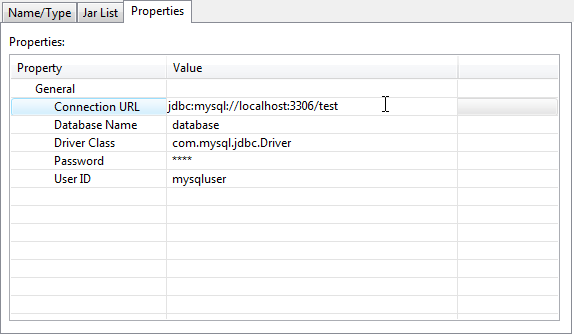 Name/Type Jar List Properties
Properties:
Property Value
General
Connection URL jdbc:mysql://localhost:3306/test
Database Name database
Driver Class com.mysql.jdbc.Driver
Password ****
User ID mysqluser